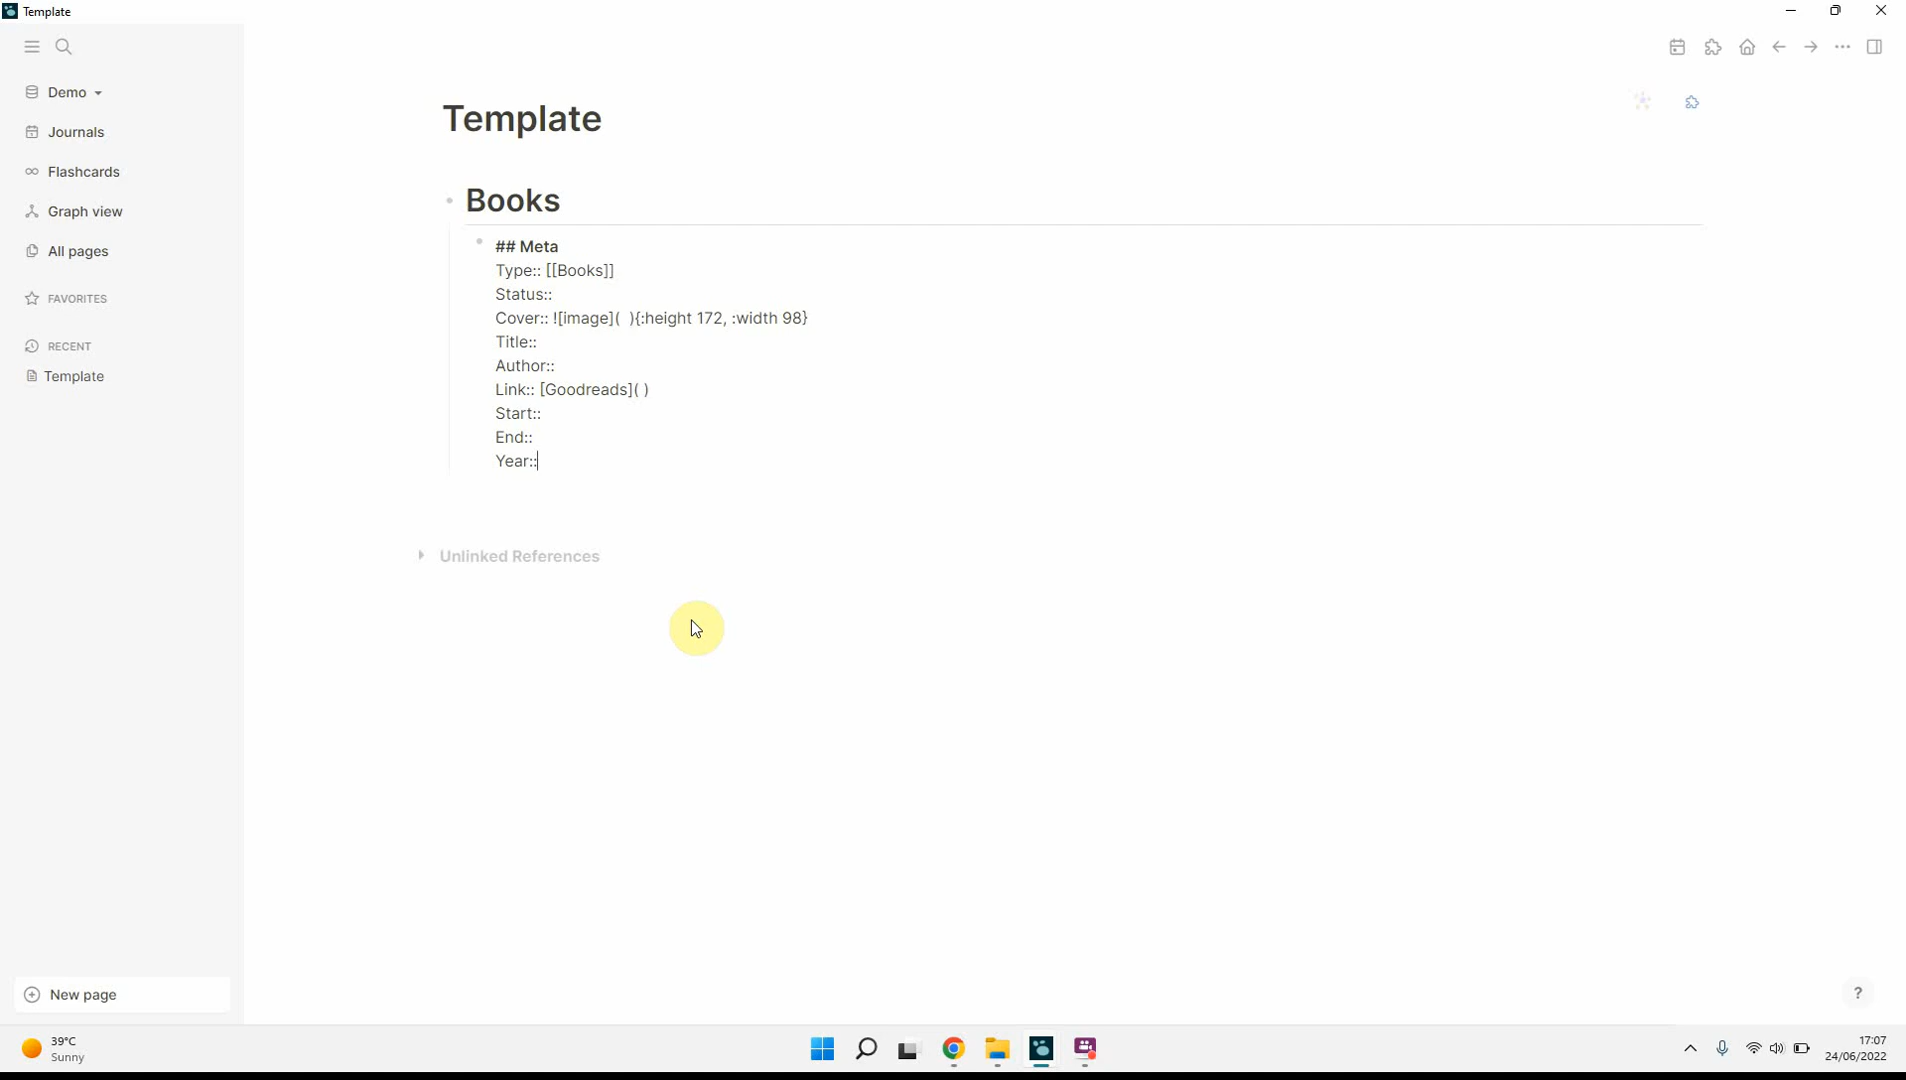 Template
Demo
Journals
Flashcards
Graph view
All pages
FAVORITES
RECENT
Template
New page
Template
Books
## Meta
Type:: [[Books]]
Status::
Cover:: ![image](  ){:height 172, :width 98}
Title::
Author::
Link:: [Goodreads]( )
Start::
End::
Year::
Unlinked References
?
39°C
Sunny
17:07
24/06/2022